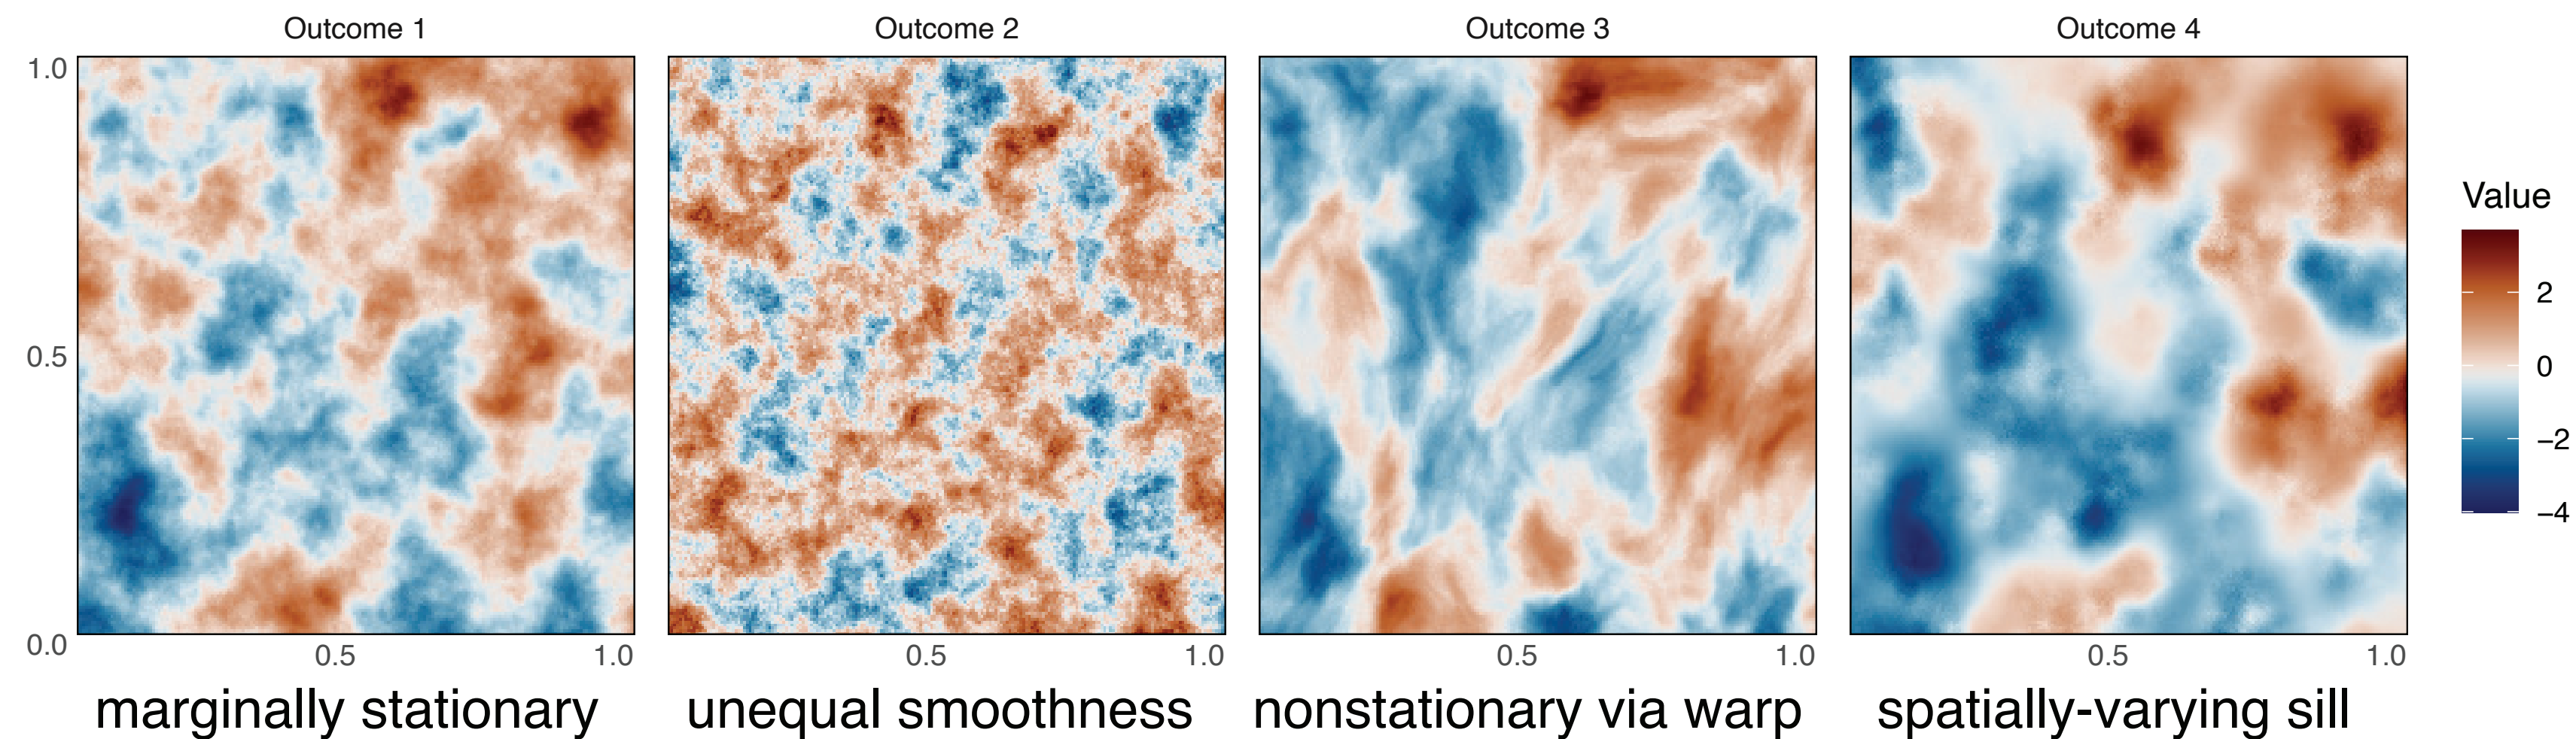 Outcome 1
Outcome 2
Outcome 3
Outcome 4
1.0
0.5
0.0
0.5 1.0
0.5 1.0
0.5 1.0
0.5 1.0
Value
2
0
−2
−4
marginally stationary
unequal smoothness
nonstationary via warp
spatially-varying sill